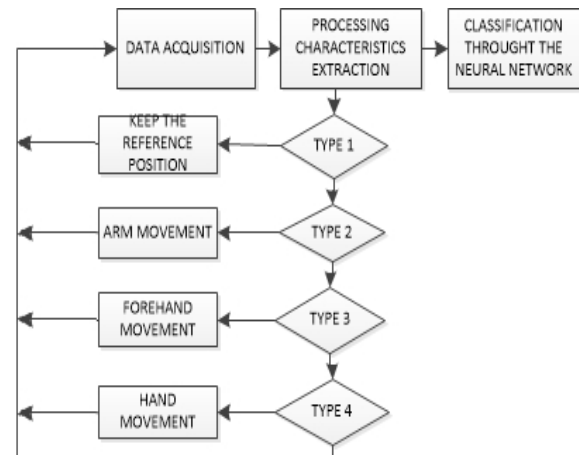 DATA ACQUISITION
PROCESSING
CHARACTERISTICS
EXTRACTION
CLASSIFICATION
THROUGHT THE
NEURAL NETWORK
KEEP THE
REFERENCE
POSITION
TYPE 1
ARM MOVEMENT
TYPE 2
FOREHAND
MOVEMENT
TYPE 3
HAND
MOVEMENT
TYPE 4